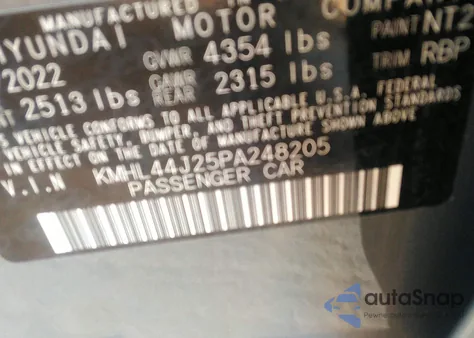 MANUFACTURED
HYUNDAI MOTOR COMPA
2022 GVWR 4354 lbs PAINT NT2
2513 lbs GAWR REAR 2315 lbs TRIM RBP
S VEHICLE CONFORMS TO ALL APPLICABLE U.S.A. FEDERAL
VEHICLE SAFETY, BUMPER, AND THEFT PREVENTION
IN EFFECT ON THE DATE OF MANUFACTURE SHOWN ABOVE
V.I.N KMHL44J25PA248205
PASSENGER CAR
autoSnap